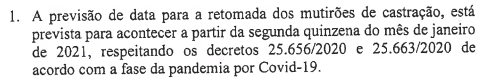 1. A previsão de data para a retomada dos mutirões de castração, está
prevista para acontecer a partir da segunda quinzena do mês de janeiro
de 2021, respeitando os decretos 25.656/2020 e 25.663/2020 de
acordo com a fase da pandemia por Covid-19.